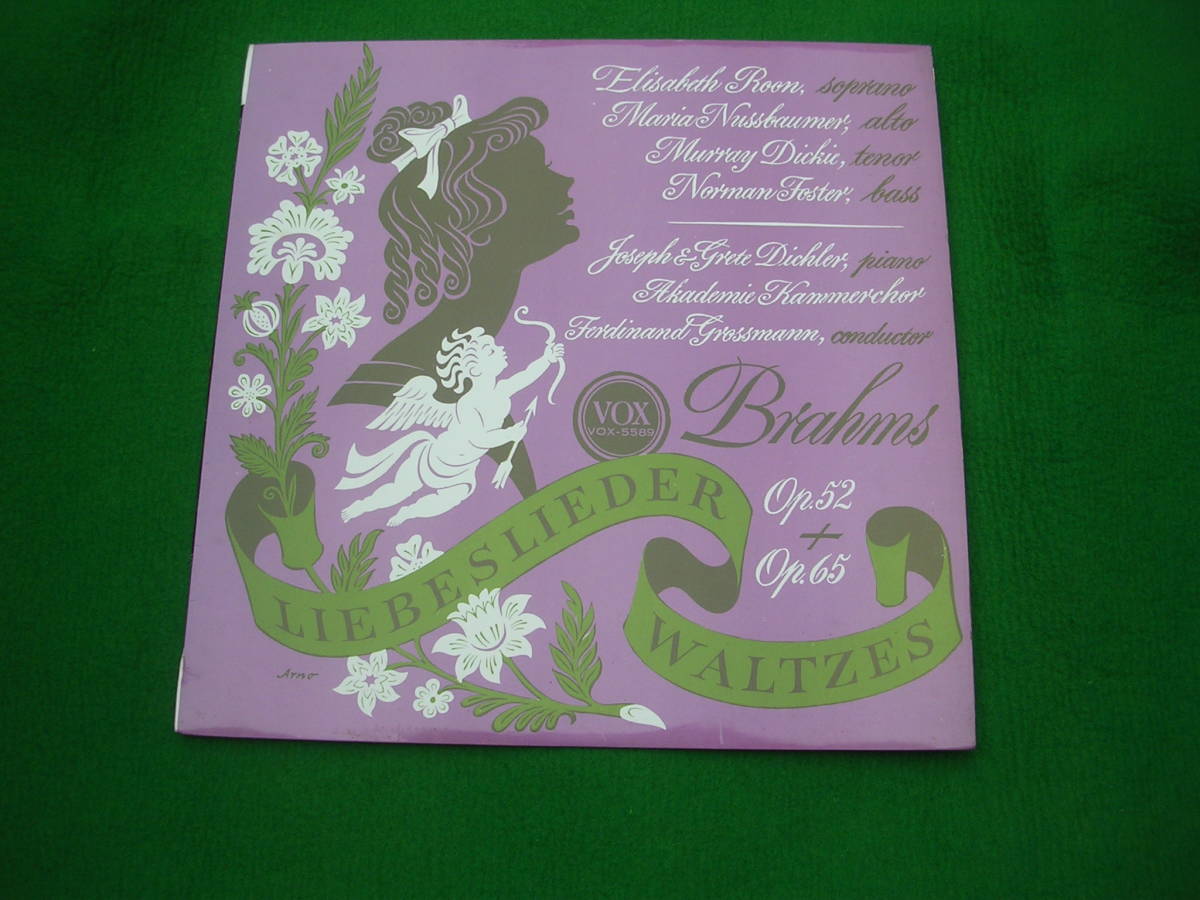 Elisabeth Roon, soprano
Maria Nussbaumer, alto
Murray Dickie, tenor
Norman Foster, bass
Joseph & Grete Dichler, piano
Akademie Kammerchor
Ferdinand Grossmann, conductor
VOX
VOX-5589
Brahms
Op.52
+
Op.65
LIEBESLIEDER
WALTZES
Arno